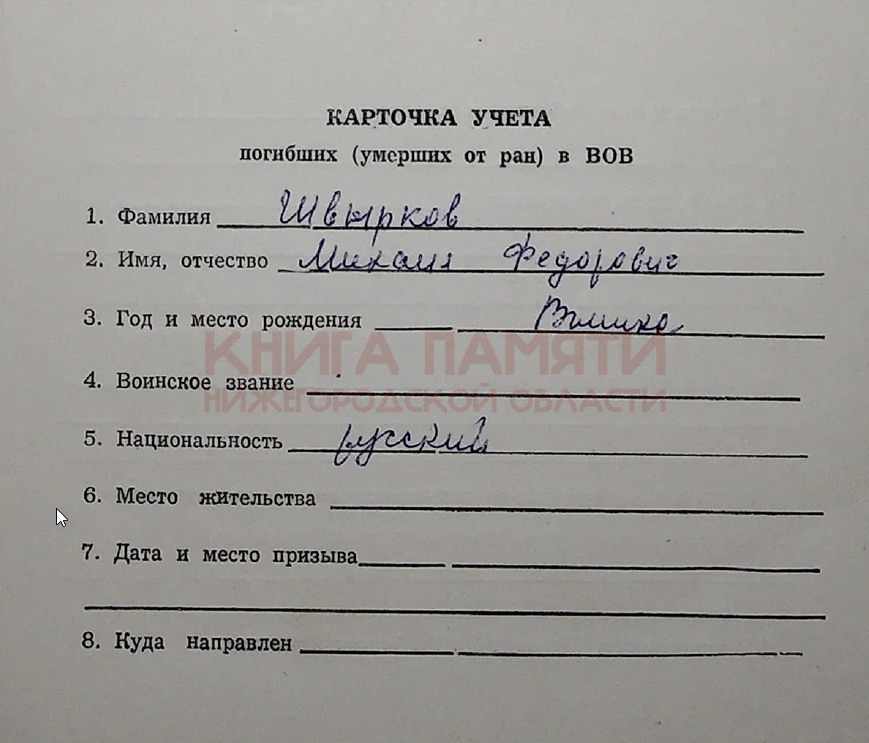 КАРТОЧКА УЧЕТА
погибших (умерших от ран) в ВОВ
1. Фамилия Швырков
2. Имя, отчество Михаил Федорович
3. Год и место рождения
КНИГА ПАМЯТИ
4. Воинское звание
НИЖЕГОРОДСКОЙ ОБЛАСТИ
5. Национальность русский
6. Место жительства
7. Дата и место призыва
8. Куда направлен